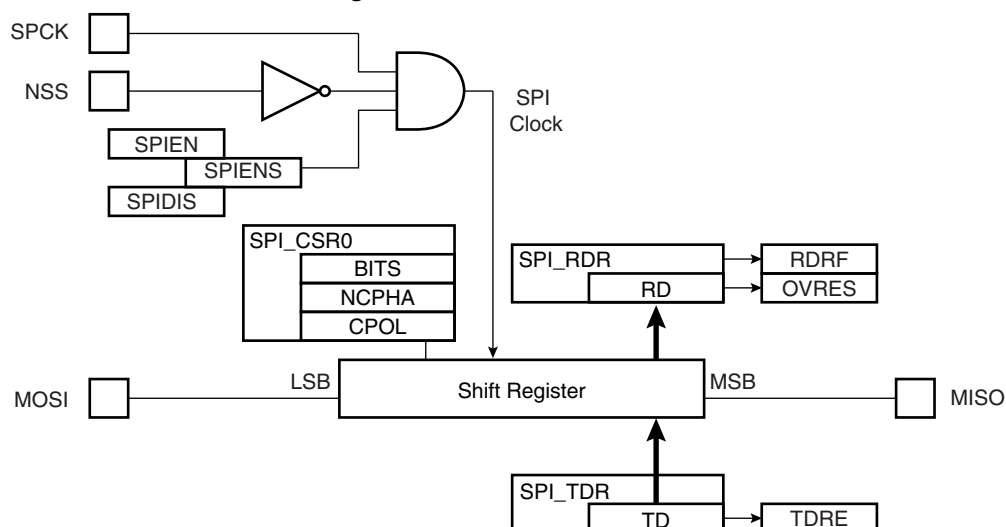 SPCK
NSS
SPI
Clock
SPIEN
SPIENS
SPIDIS
SPI_CSR0
BITS
NCPHA
CPOL
SPI_RDR
RD
RDRF
OVRES
MOSI
LSB
Shift Register
MSB
MISO
SPI_TDR
TD
TDRE